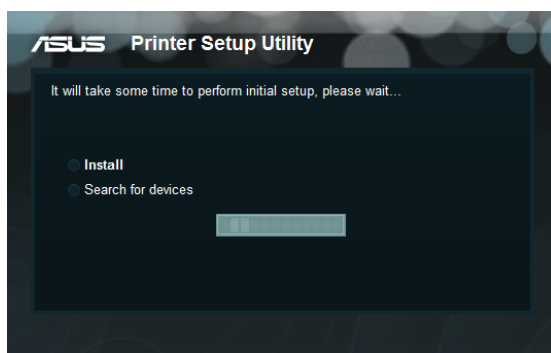 ASUS Printer Setup Utility
It will take some time to perform initial setup, please wait...
Install
Search for devices